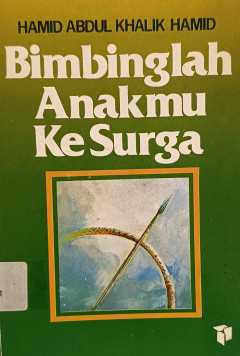 HAMID ABDUL KHALIK HAMID
Bimbinglah
Anakmu
Ke Surga